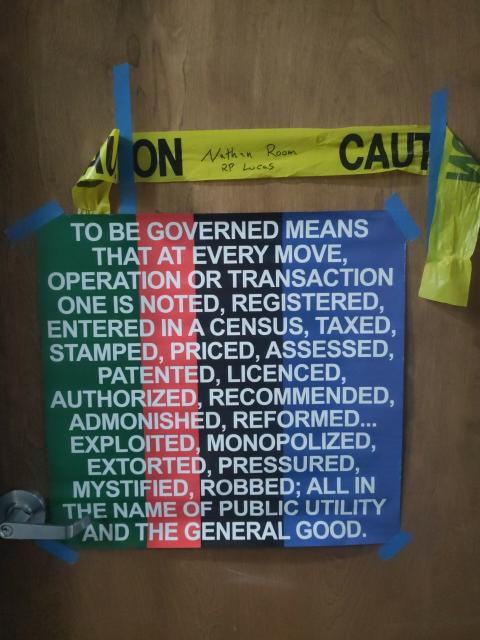 ION Nathan Room CAUT
RP Lucas
TO BE GOVERNED MEANS
THAT AT EVERY MOVE,
OPERATION OR TRANSACTION
ONE IS NOTED, REGISTERED,
ENTERED IN A CENSUS, TAXED,
STAMPED, PRICED, ASSESSED,
PATENTED, LICENCED,
AUTHORIZED, RECOMMENDED,
ADMONISHED, REFORMED...
EXPLOITED, MONOPOLIZED,
EXTORTED, PRESSURED,
MYSTIFIED, ROBBED; ALL IN
THE NAME OF PUBLIC UTILITY
AND THE GENERAL GOOD.